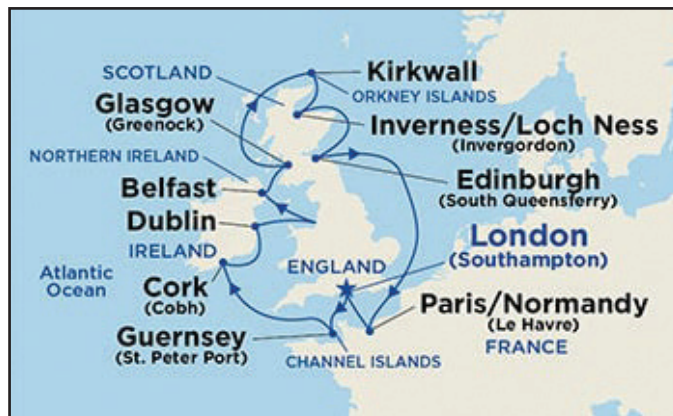 Kirkwall
ORKNEY ISLANDS
SCOTLAND
Glasgow
(Greenock)
Inverness/Loch Ness
(Invergordon)
NORTHERN IRELAND
Belfast
Edinburgh
(South Queensferry)
Dublin
IRELAND
London
(Southampton)
ENGLAND
Atlantic
Ocean
Cork
(Cobh)
Paris/Normandy
(Le Havre)
FRANCE
Guernsey
(St. Peter Port)
CHANNEL ISLANDS